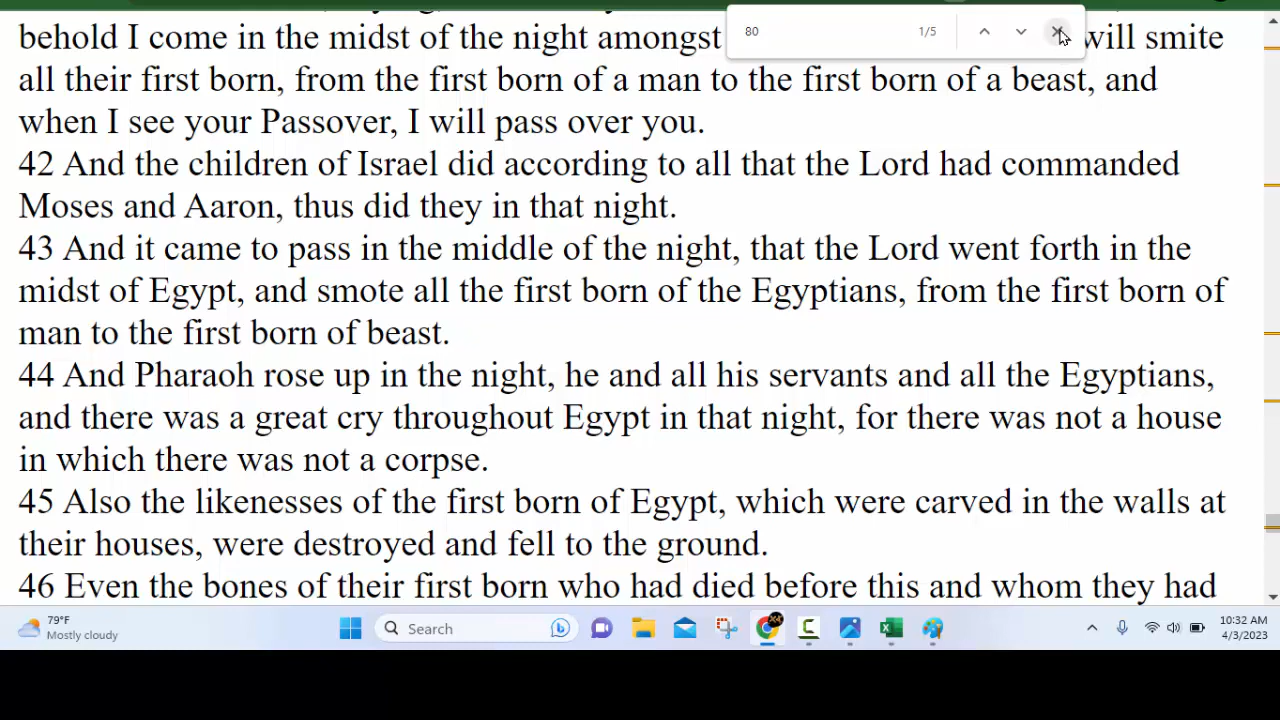 80 1/5
behold I come in the midst of the night amongst will smite
all their first born, from the first born of a man to the first born of a beast, and
when I see your Passover, I will pass over you.
42 And the children of Israel did according to all that the Lord had commanded
Moses and Aaron, thus did they in that night.
43 And it came to pass in the middle of the night, that the Lord went forth in the
midst of Egypt, and smote all the first born of the Egyptians, from the first born of
man to the first born of beast.
44 And Pharaoh rose up in the night, he and all his servants and all the Egyptians,
and there was a great cry throughout Egypt in that night, for there was not a house
in which there was not a corpse.
45 Also the likenesses of the first born of Egypt, which were carved in the walls at
their houses, were destroyed and fell to the ground.
46 Even the bones of their first born who had died before this and whom they had
79°F
Mostly cloudy
Search
10:32 AM
4/3/2023